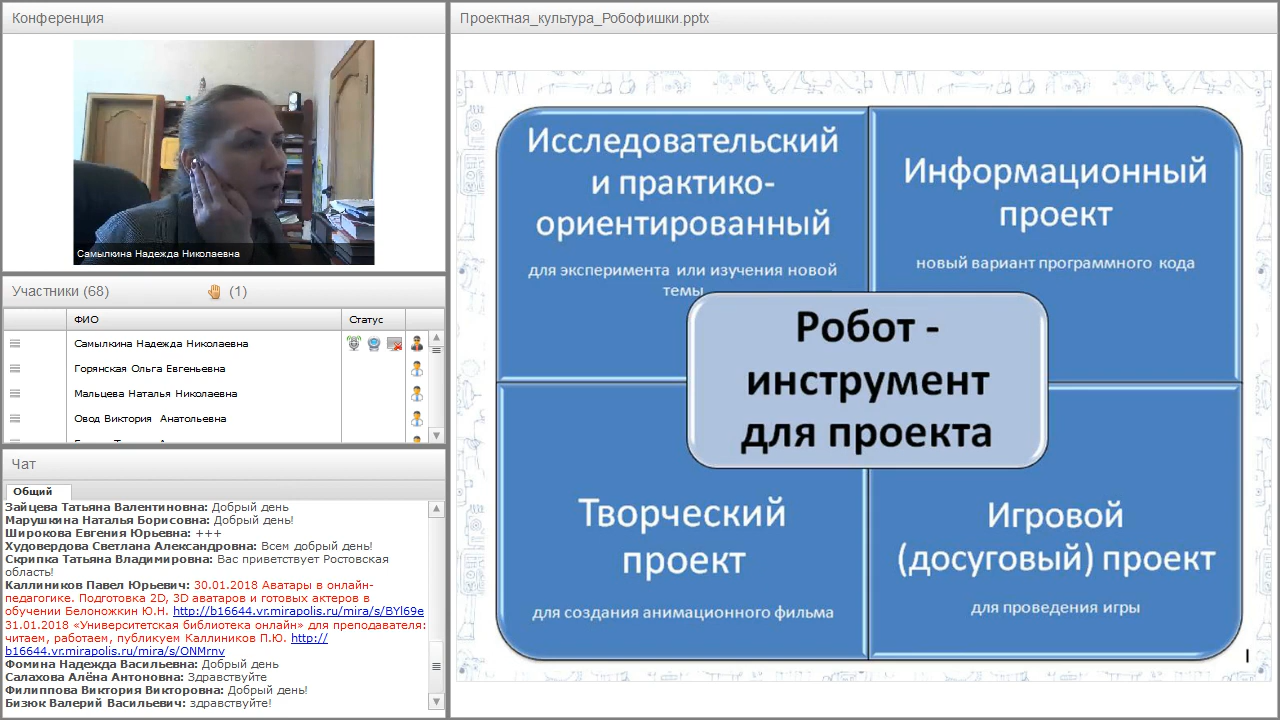 Конференция
Самылкина Надежда Николаевна
Участники (68)
(1)
ФИО
Статус
Самылкина Надежда Николаевна
Горянская Ольга Евгеньевна
Мальцева Наталья Николаевна
Овод Виктория Анатольевна
Чат
Общий
Зайцева Татьяна Валентиновна: Добрый день
Марушкина Наталья Борисовна: Добрый день!
Широкова Евгения Юрьевна: +++
Худовердова Светлана Александровна: Всем добрый день!
Скрипка Татьяна Владимировна: Вас приветствует Ростовская
область!
Каллиников Павел Юрьевич: 30.01.2018 Аватары в онлайн-
педагогике. Подготовка 2D, 3D аватаров и готовых актеров в
обучении Белоножкин Ю.Н. http://b16644.vr.mirapolis.ru/mira/s/BYl69e
31.01.2018 «Университетская библиотека онлайн» для преподавателя:
читаем, работаем, публикуем Каллиников П.Ю. http://
b16644.vr.mirapolis.ru/mira/s/ONMrnv
Фомина Надежда Васильевна: Добрый день
Салахова Алёна Антоновна: Здравствуйте
Филиппова Виктория Викторовна: Добрый день!
Бизюк Валерий Васильевич: здравствуйте!
Проектная_культура_Робофишки.pptx
Исследовательский
и практико-
ориентированный
для эксперимента или изучения новой
темы
Информационный
проект
новый вариант программного кода
Робот -
инструмент
для проекта
Творческий
проект
для создания анимационного фильма
Игровой
(досуговый) проект
для проведения игры